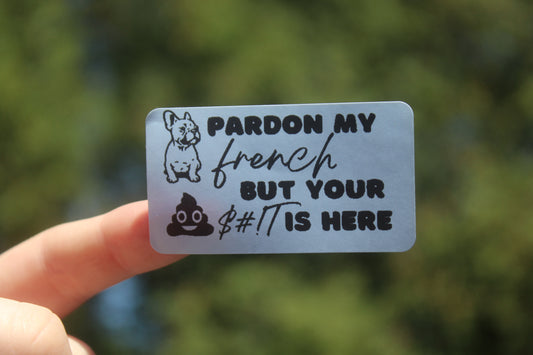 PARDON MY
french
BUT YOUR
$#!T IS HERE